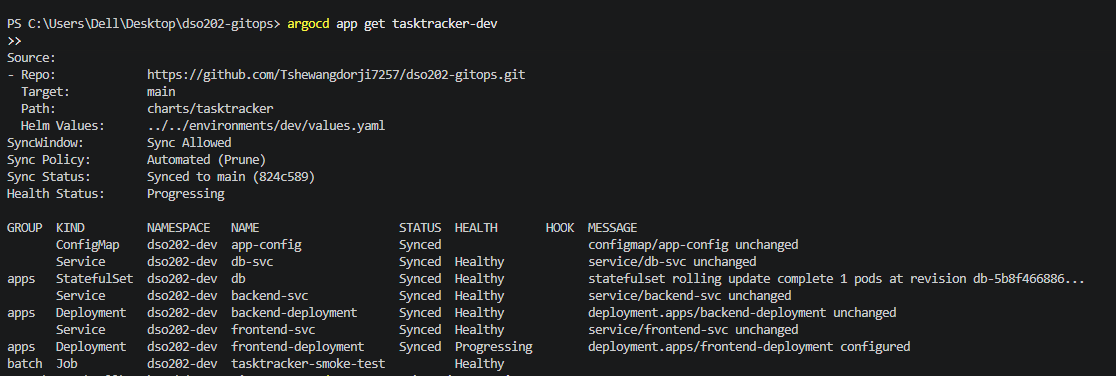 PS C:\Users\Dell\Desktop\dso202-gitops> argocd app get tasktracker-dev
>>
Source:
- Repo:             https://github.com/Tshewangdorji7257/dso202-gitops.git
  Target:           main
  Path:             charts/tasktracker
  Helm Values:      ../../environments/dev/values.yaml
SyncWindow:         Sync Allowed
Sync Policy:        Automated (Prune)
Sync Status:        Synced to main (824c589)
Health Status:      Progressing
GROUP  KIND         NAMESPACE   NAME                    STATUS  HEALTH       HOOK  MESSAGE
       ConfigMap    dso202-dev  app-config              Synced                     configmap/app-config unchanged
       Service      dso202-dev  db-svc                  Synced  Healthy            service/db-svc unchanged
apps   StatefulSet  dso202-dev  db                      Synced  Healthy            statefulset rolling update complete 1 pods at revision db-5b8f466886...
       Service      dso202-dev  backend-svc             Synced  Healthy            service/backend-svc unchanged
apps   Deployment   dso202-dev  backend-deployment      Synced  Healthy            deployment.apps/backend-deployment unchanged
       Service      dso202-dev  frontend-svc            Synced  Healthy            service/frontend-svc unchanged
apps   Deployment   dso202-dev  frontend-deployment     Synced  Progressing        deployment.apps/frontend-deployment configured
batch  Job          dso202-dev  tasktracker-smoke-test          Healthy